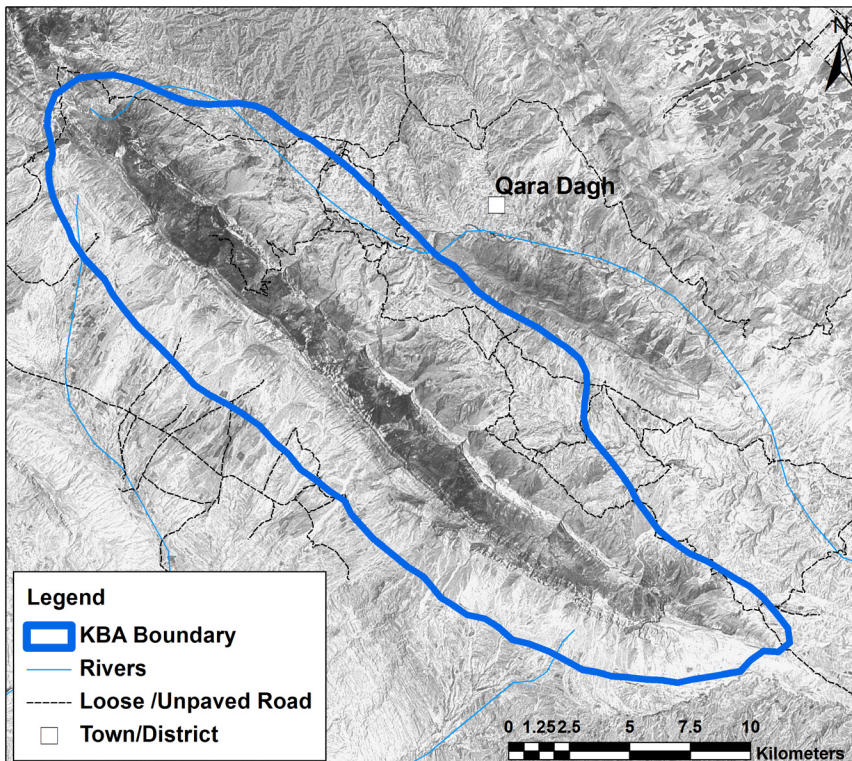 N
Qara Dagh
Legend
KBA Boundary
Rivers
Loose /Unpaved Road
Town/District
0 1.25 2.5 5 7.5 10
Kilometers